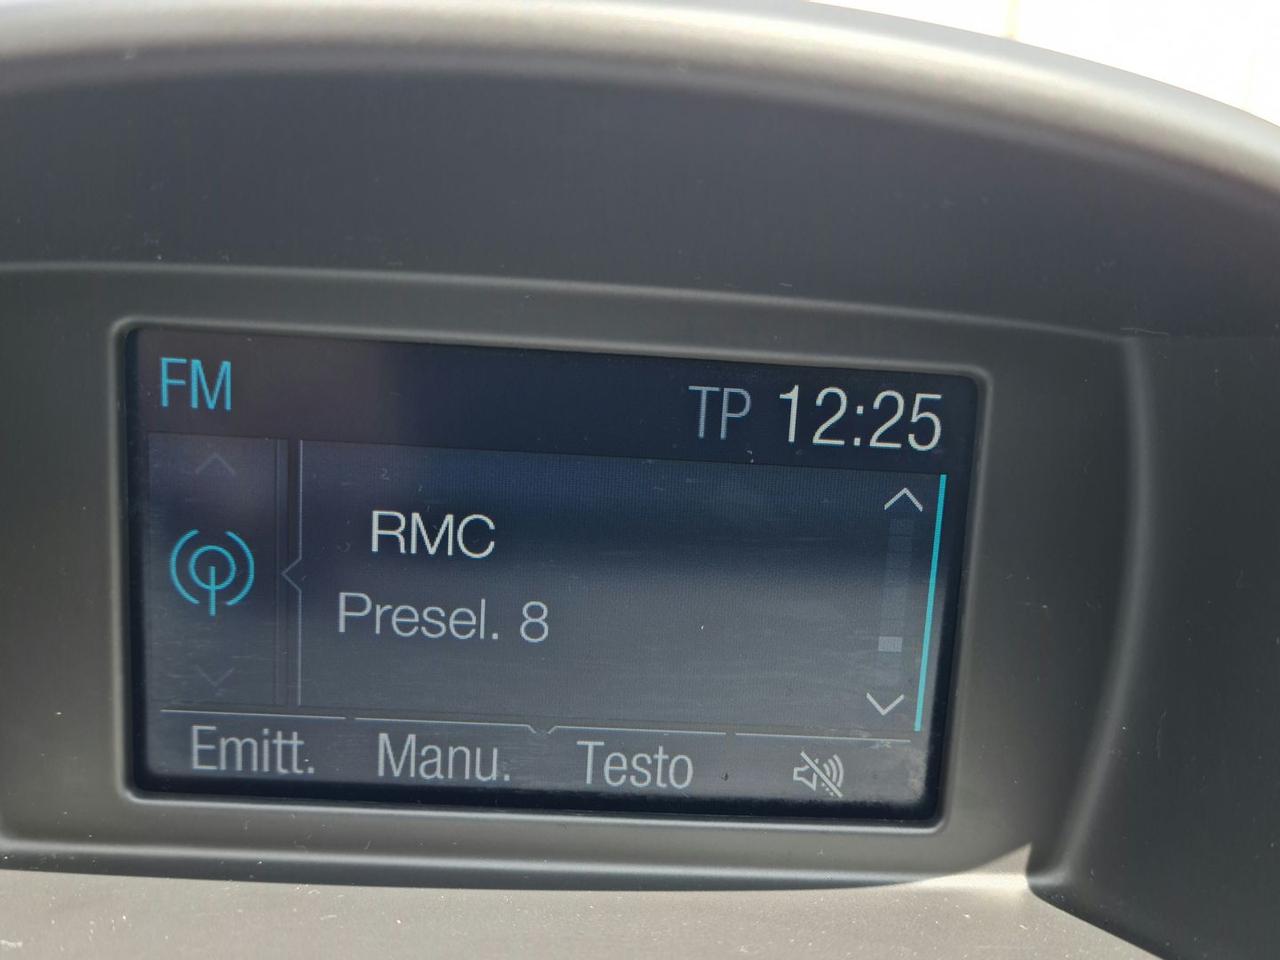 FM
TP 12:25
RMC
Presel. 8
Emitt. Manu. Testo